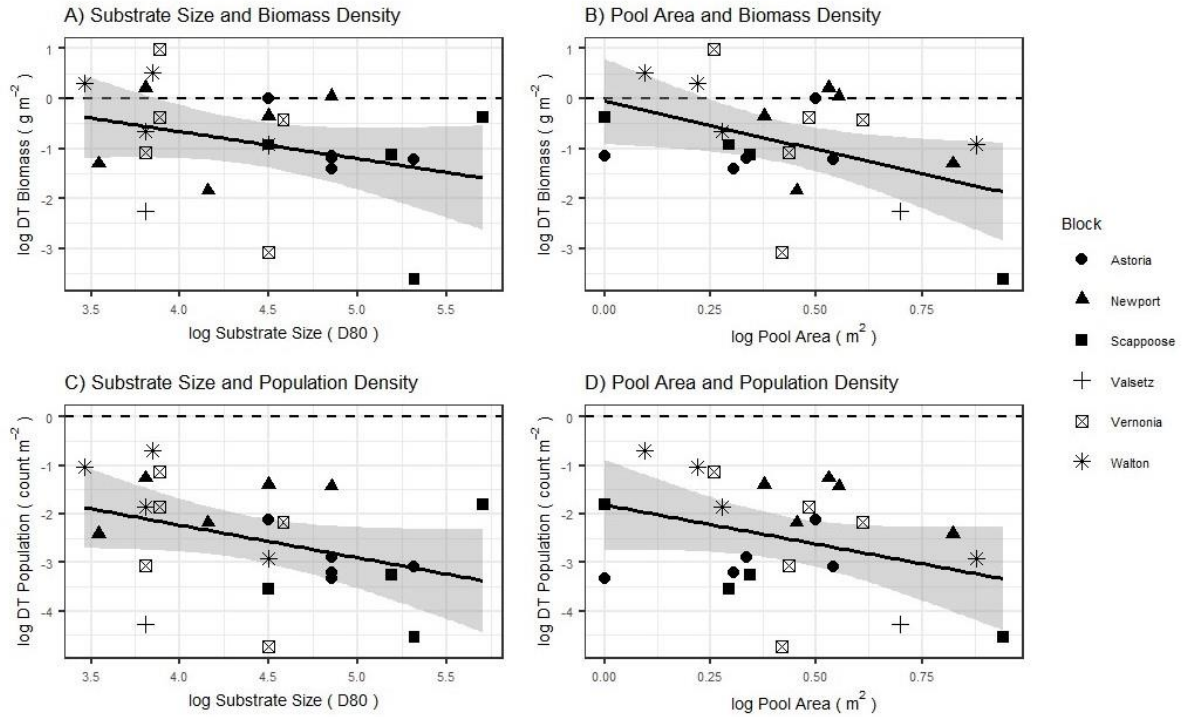 A) Substrate Size and Biomass Density
log DT Biomass ( g m⁻² )
1
0
-1
-2
-3
3.5 4.0 4.5 5.0 5.5
log Substrate Size ( D80 )
B) Pool Area and Biomass Density
log DT Biomass ( g m⁻² )
1
0
-1
-2
-3
0.00 0.25 0.50 0.75
log Pool Area ( m² )
C) Substrate Size and Population Density
log DT Population ( count m⁻² )
0
-1
-2
-3
-4
3.5 4.0 4.5 5.0 5.5
log Substrate Size ( D80 )
D) Pool Area and Population Density
log DT Population ( count m⁻² )
0
-1
-2
-3
-4
0.00 0.25 0.50 0.75
log Pool Area ( m² )
Block
Astoria
Newport
Scappoose
Valsetz
Vernonia
Walton